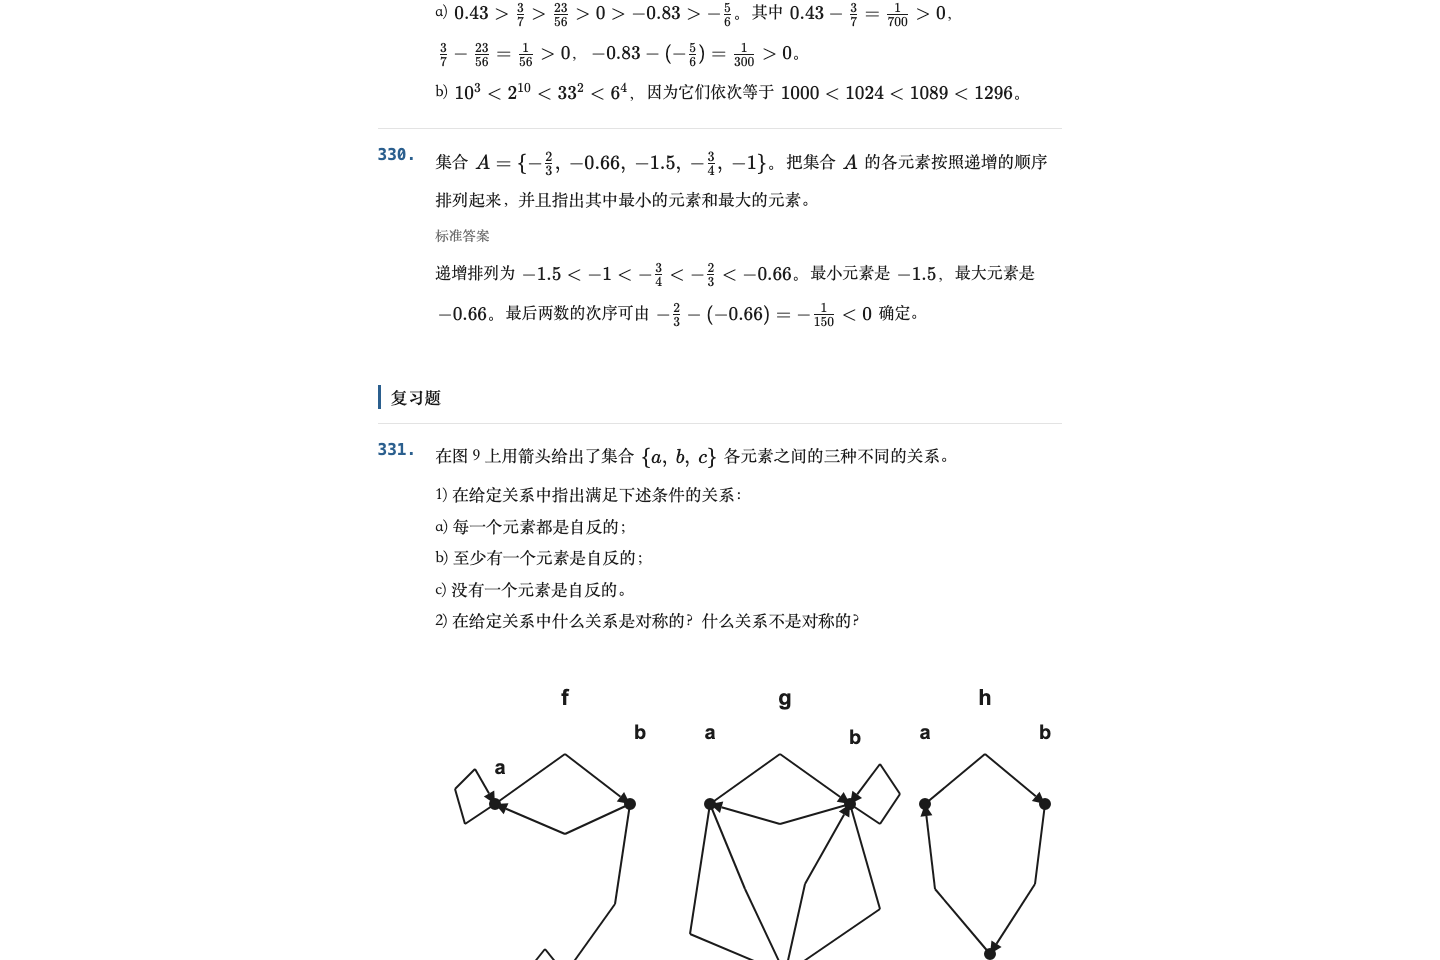 a) 0.43 > 3/7 > 23/56 > 0 > −0.83 > −5/6。其中 0.43 − 3/7 = 1/700 > 0，
3/7 − 23/56 = 1/56 > 0， −0.83 − (−5/6) = 1/300 > 0。
b) 10³ < 2¹⁰ < 33² < 6⁴，因为它们依次等于 1000 < 1024 < 1089 < 1296。
330. 集合 A = {−2/3, −0.66, −1.5, −3/4, −1}。把集合 A 的各元素按照递增的顺序
排列起来，并且指出其中最小的元素和最大的元素。
标准答案
递增排列为 −1.5 < −1 < −3/4 < −2/3 < −0.66。最小元素是 −1.5，最大元素是
−0.66。最后两数的次序可由 −2/3 − (−0.66) = −1/150 < 0 确定。
复习题
331. 在图 9 上用箭头给出了集合 {a, b, c} 各元素之间的三种不同的关系。
1) 在给定关系中指出满足下述条件的关系：
a) 每一个元素都是自反的；
b) 至少有一个元素是自反的；
c) 没有一个元素是自反的。
2) 在给定关系中什么关系是对称的？什么关系不是对称的？
f g h
b a b a b
a